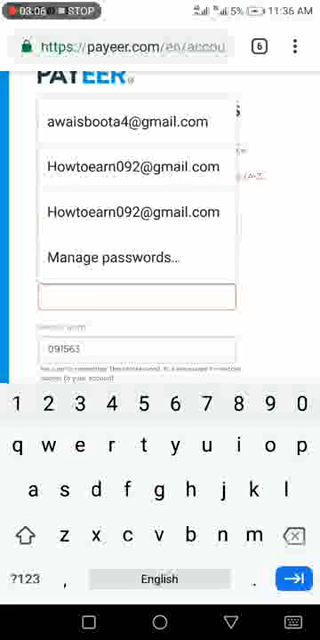 03:06 STOP 5% 11:36 AM
https://payeer.com/en/accou 6
PAYEER
awaisboota4@gmail.com
Howtoearn092@gmail.com
Howtoearn092@gmail.com
Manage passwords...
091563
1 2 3 4 5 6 7 8 9 0
q w e r t y u i o p
a s d f g h j k l
z x c v b n m
?123 , English .